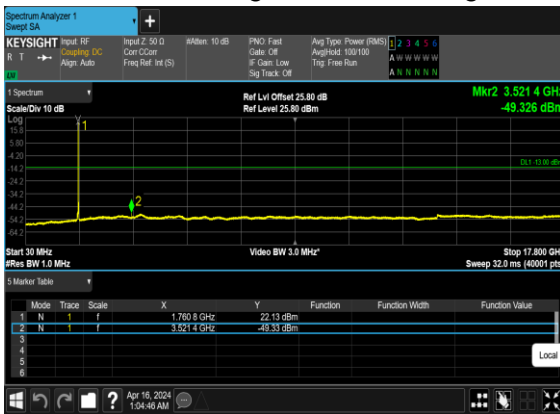 Spectrum Analyzer 1
Swept SA
KEYSIGHT Input: RF Input Z: 50 Ω #Atten: 10 dB PNO: Fast Avg Type: Power (RMS) 1 2 3 4 5 6
R T Coupling: DC Corr CCorr Gate: Off Avg|Hold: 100/100 A W W W W W
Align: Auto Freq Ref: Int (S) IF Gain: Low Trig: Free Run
Sig Track: Off A N N N N N
1 Spectrum
Scale/Div 10 dB Ref Lvl Offset 25.80 dB Mkr2 3.521 4 GHz
Ref Level 25.80 dBm -49.326 dBm
Log
15.8
5.80
-4.20
-14.2
-24.2
-34.2
-44.2
-54.2
-64.2
1
2
DL1 -13.00 dBm
Start 30 MHz Video BW 3.0 MHz* Stop 17.800 GHz
#Res BW 1.0 MHz Sweep 32.0 ms (40001 pts)
5 Marker Table
Mode Trace Scale X Y Function Function Width Function Value
1 N 1 f 1.760 8 GHz 22.13 dBm
2 N 1 f 3.521 4 GHz -49.33 dBm
3
4
5
6
Local
Apr 16, 2024
1:04:46 AM